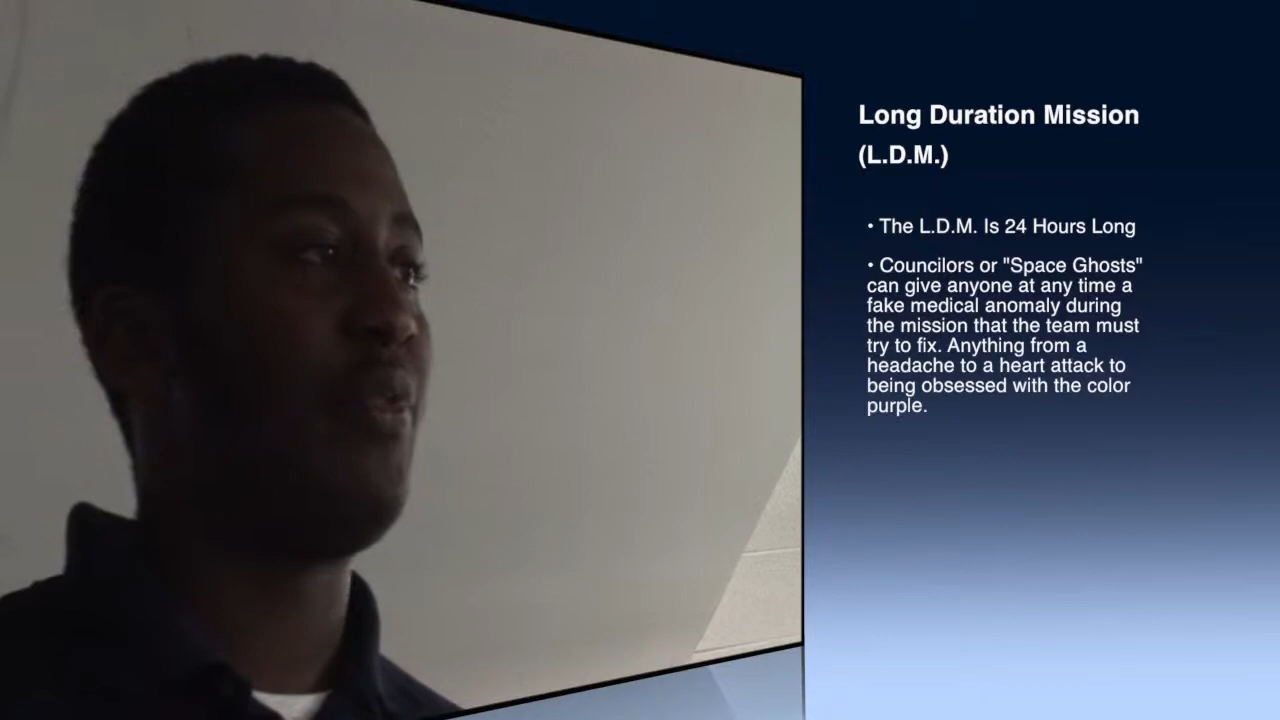 Long Duration Mission
(L.D.M.)
• The L.D.M. Is 24 Hours Long
• Councilors or "Space Ghosts"
can give anyone at any time a
fake medical anomaly during
the mission that the team must
try to fix. Anything from a
headache to a heart attack to
being obsessed with the color
purple.